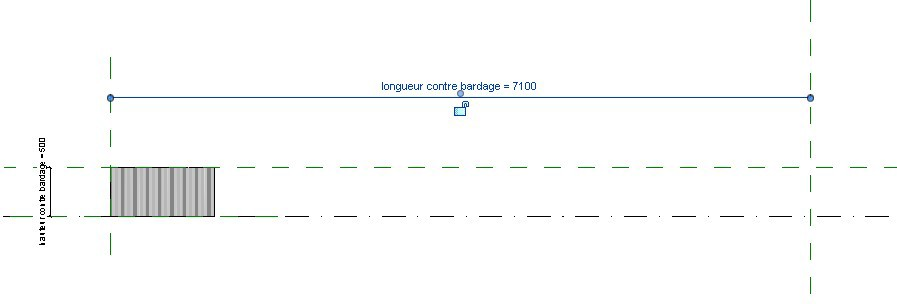 longueur contre bardage = 7100
hauteur contre bardage = 500